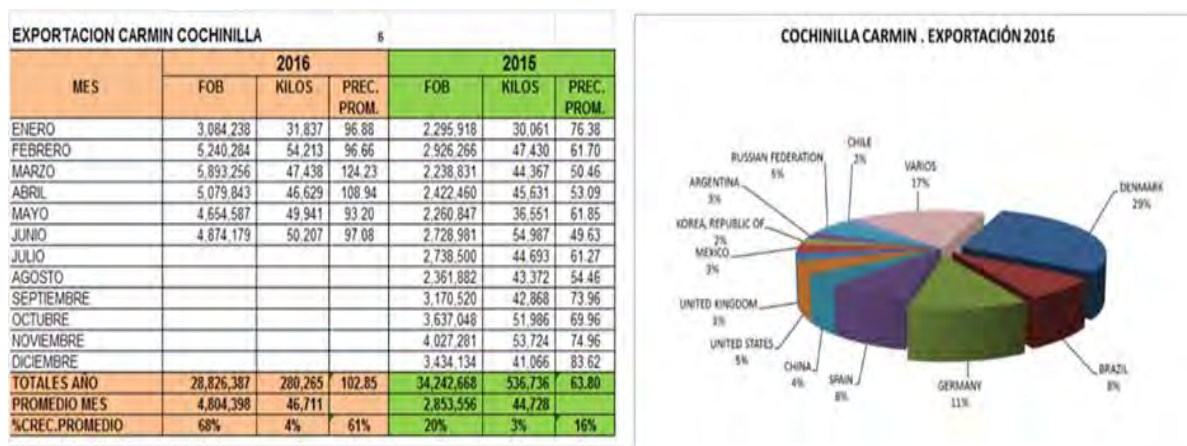 EXPORTACION CARMIN COCHINILLA 6
2016 2015
MES FOB KILOS PREC. PROM. FOB KILOS PREC. PROM.
ENERO 3,084,238 31,837 96.88 2,295,918 30,061 76.38
FEBRERO 5,240,284 54,213 96.66 2,926,266 47,430 61.70
MARZO 5,893,256 47,438 124.23 2,238,831 44,367 50.46
ABRIL 5,079,843 46,629 108.94 2,422,460 45,631 53.09
MAYO 4,654,587 49,941 93.20 2,260,847 36,551 61.85
JUNIO 4,874,179 50,207 97.08 2,728,981 54,987 49.63
JULIO 2,738,500 44,693 61.27
AGOSTO 2,361,882 43,372 54.46
SEPTIEMBRE 3,170,520 42,868 73.96
OCTUBRE 3,637,048 51,986 69.96
NOVIEMBRE 4,027,281 53,724 74.96
DICIEMBRE 3,434,134 41,066 83.62
TOTALES AÑO 28,826,387 280,265 102.85 34,242,668 536,736 63.80
PROMEDIO MES 4,804,398 46,711 2,853,556 44,728
%CREC.PROMEDIO 68% 4% 61% 20% 3% 16%
COCHINILLA CARMIN . EXPORTACIÓN 2016
DENMARK
29%
BRAZIL
8%
GERMANY
11%
SPAIN
8%
CHINA
4%
UNITED STATES
5%
UNITED KINGDOM
MEXICO
3%
KOREA, REPUBLIC OF
2%
ARGENTINA
RUSSIAN FEDERATION
5%
CHILE
VARIOS
17%